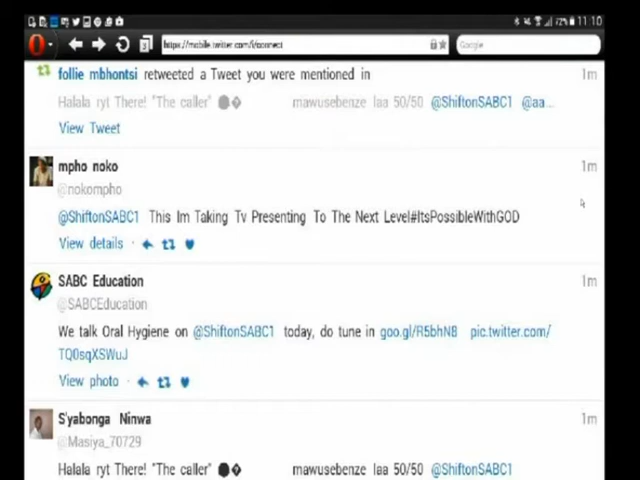 72% 11:10
https://mobile.twitter.com/i/connect Google
follie mbhontsi retweeted a Tweet you were mentioned in 1m
Halala ryt There! "The caller" mawusebenze laa 50/50 @ShiftonSABC1 @aa...
View Tweet
mpho noko 1m
@nokompho
@ShiftonSABC1 This Im Taking Tv Presenting To The Next Level#ItsPossibleWithGOD
View details
SABC Education 1m
@SABCEducation
We talk Oral Hygiene on @ShiftonSABC1 today, do tune in goo.gl/R5bhN8 pic.twitter.com/
TQ0sqXSWuJ
View photo
S'yabonga Ninwa 1m
@Masiya_70729
Halala ryt There! "The caller" mawusebenze laa 50/50 @ShiftonSABC1